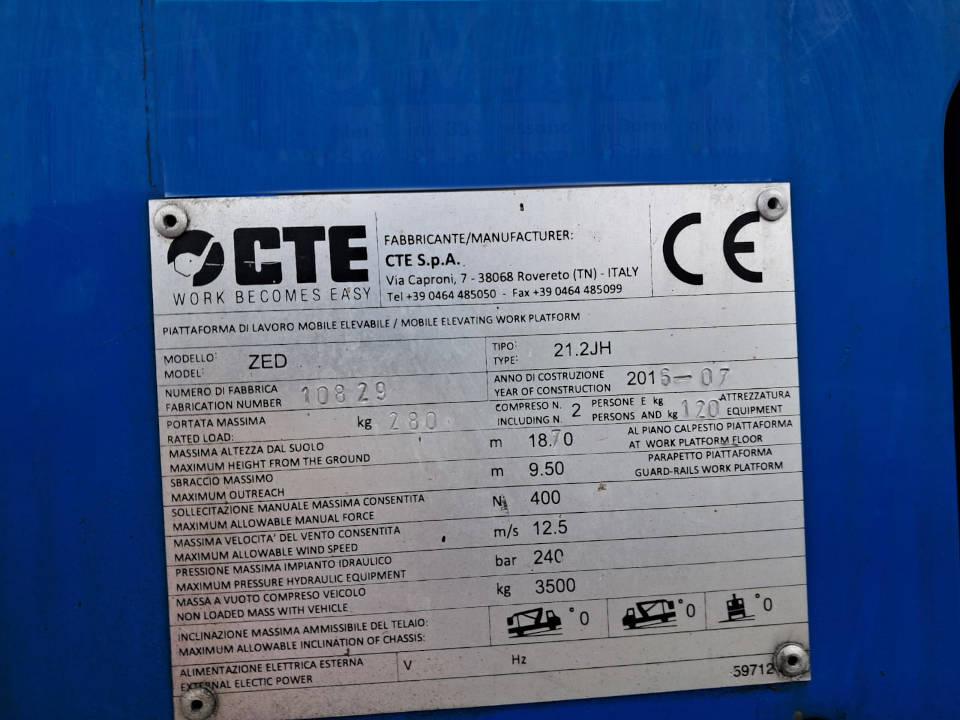 CTE
WORK BECOMES EASY
FABBRICANTE/MANUFACTURER:
CTE S.p.A.
Via Caproni, 7 - 38068 Rovereto (TN) - ITALY
Tel +39 0464 485050 - Fax +39 0464 485099
CE
PIATTAFORMA DI LAVORO MOBILE ELEVABILE / MOBILE ELEVATING WORK PLATFORM
MODELLO:
MODEL:
ZED
TIPO:
TYPE:
21.2JH
NUMERO DI FABBRICA
FABRICATION NUMBER
10829
ANNO DI COSTRUZIONE
YEAR OF CONSTRUCTION
2016-07
PORTATA MASSIMA
RATED LOAD:
kg 280
COMPRESO N.
INCLUDING N.
2
PERSONE E kg
PERSONS AND kg
120
ATTREZZATURA
EQUIPMENT
MASSIMA ALTEZZA DAL SUOLO
MAXIMUM HEIGHT FROM THE GROUND
m 18.70
AL PIANO CALPESTIO PIATTAFORMA
AT WORK PLATFORM FLOOR
SBRACCIO MASSIMO
MAXIMUM OUTREACH
m 9.50
PARAPETTO PIATTAFORMA
GUARD-RAILS WORK PLATFORM
SOLLECITAZIONE MANUALE MASSIMA CONSENTITA
MAXIMUM ALLOWABLE MANUAL FORCE
N 400
MASSIMA VELOCITA' DEL VENTO CONSENTITA
MAXIMUM ALLOWABLE WIND SPEED
m/s 12.5
PRESSIONE MASSIMA IMPIANTO IDRAULICO
MAXIMUM PRESSURE HYDRAULIC EQUIPMENT
bar 240
MASSA A VUOTO COMPRESO VEICOLO
NON LOADED MASS WITH VEHICLE
kg 3500
INCLINAZIONE MASSIMA AMMISSIBILE DEL TELAIO:
MAXIMUM ALLOWABLE INCLINATION OF CHASSIS:
° 0
° 0
° 0
ALIMENTAZIONE ELETTRICA ESTERNA
EXTERNAL ELECTIC POWER
V
Hz
59712